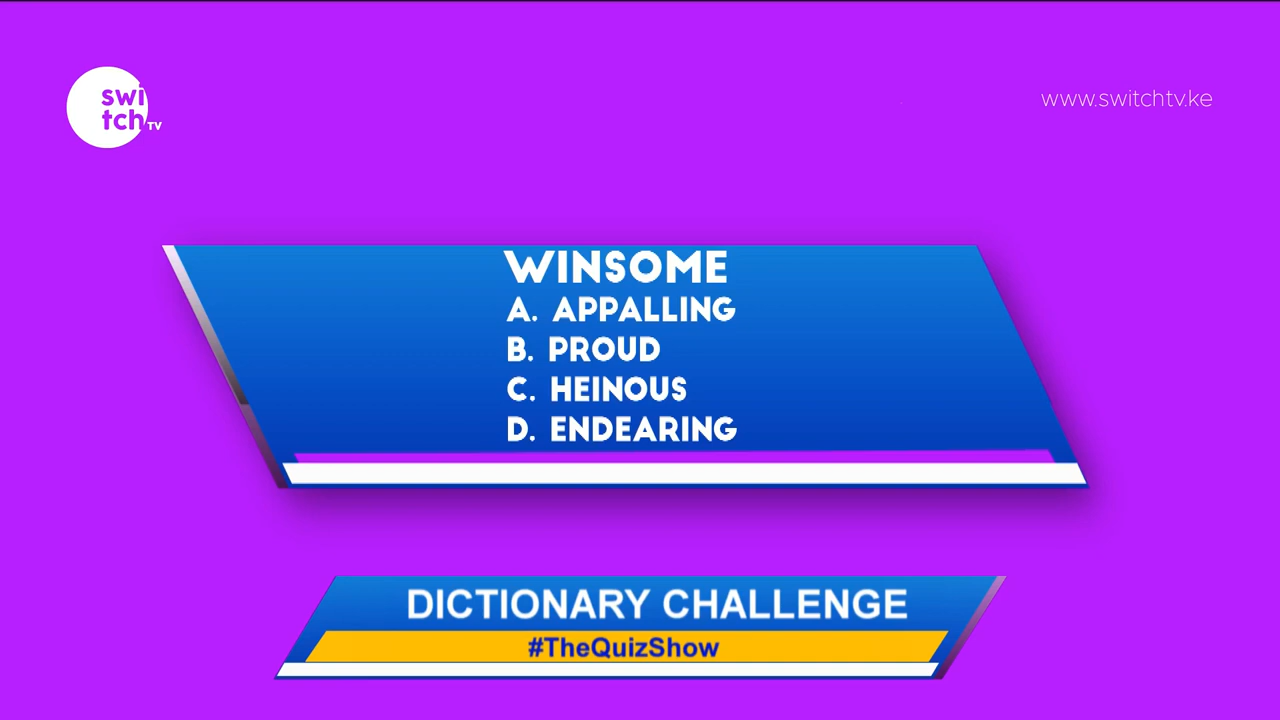 swi
tch TV
www.switchtv.ke
WINSOME
A. APPALLING
B. PROUD
C. HEINOUS
D. ENDEARING
DICTIONARY CHALLENGE
#TheQuizShow